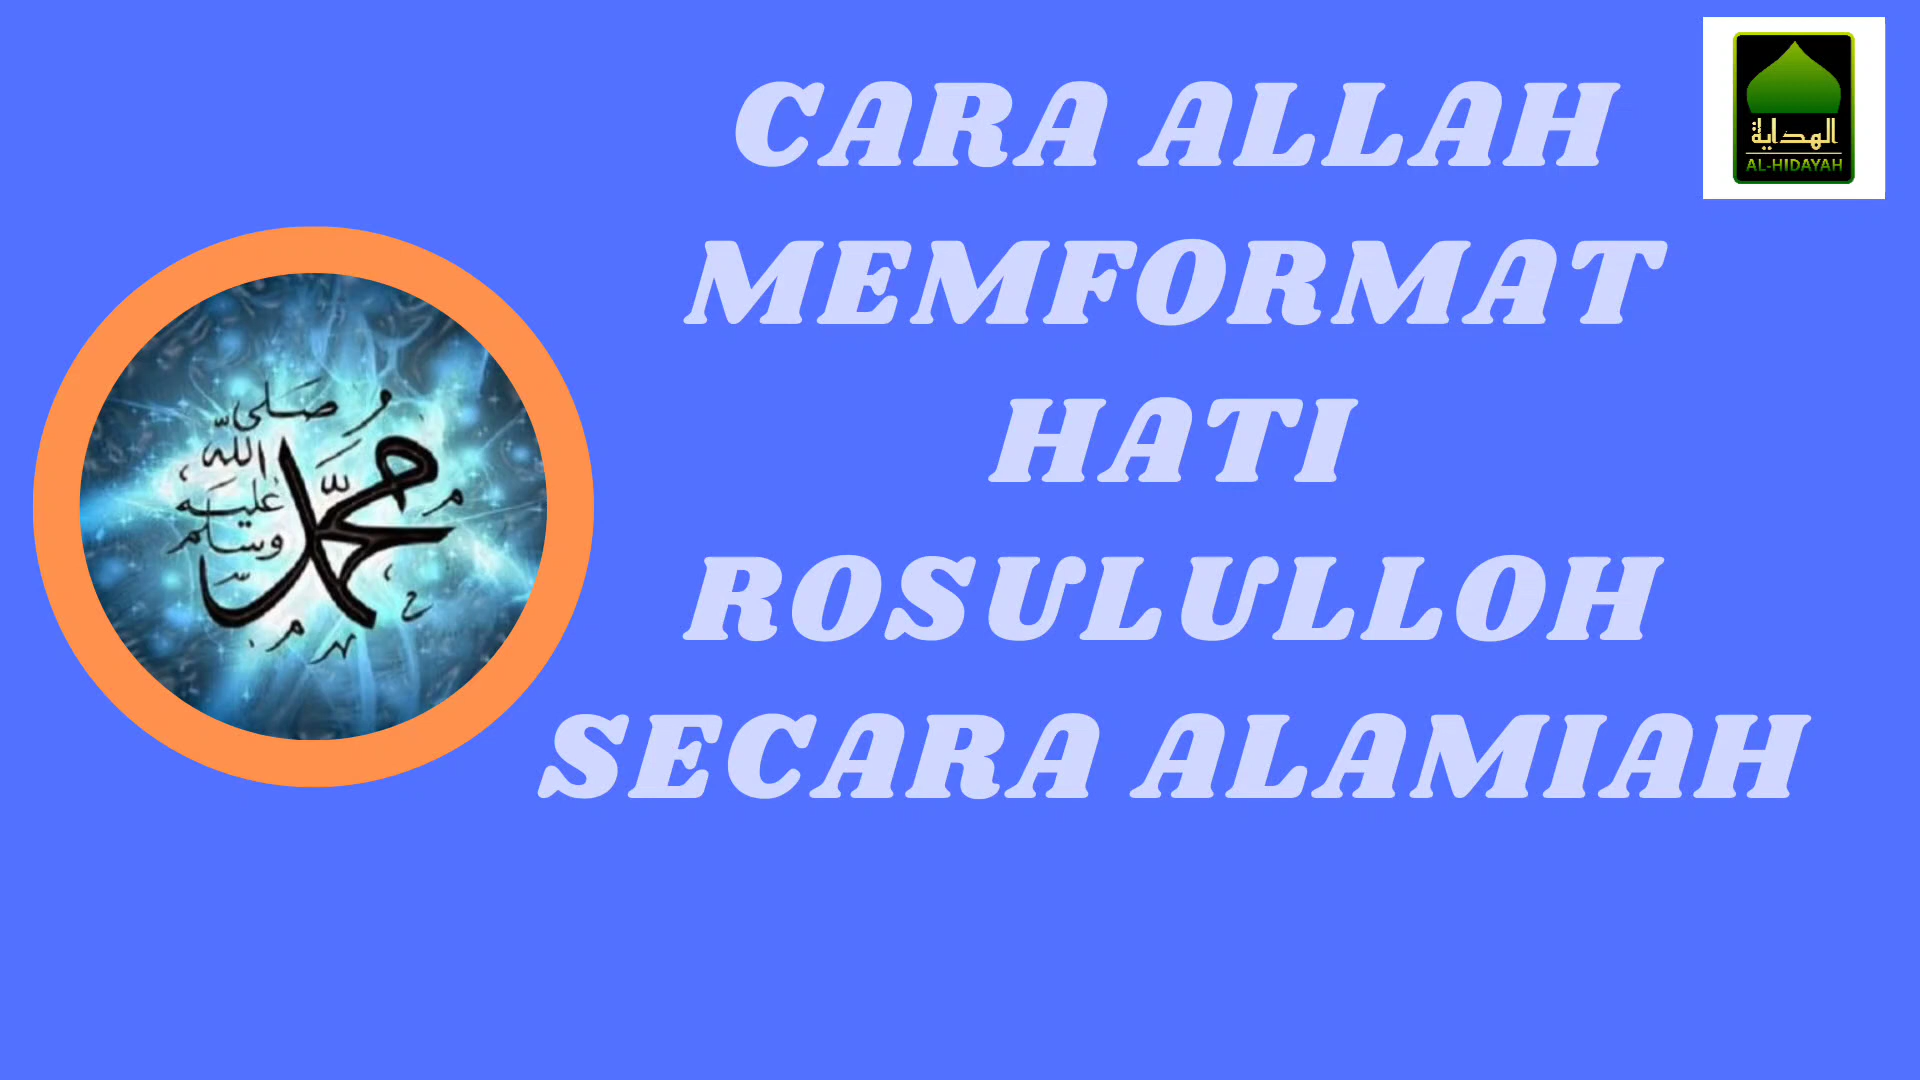 CARA ALLAH
MEMFORMAT
HATI
ROSULULLOH
SECARA ALAMIAH
الهداية
AL-HIDAYAH
محمد
صلى
الله
عليه
وسلم